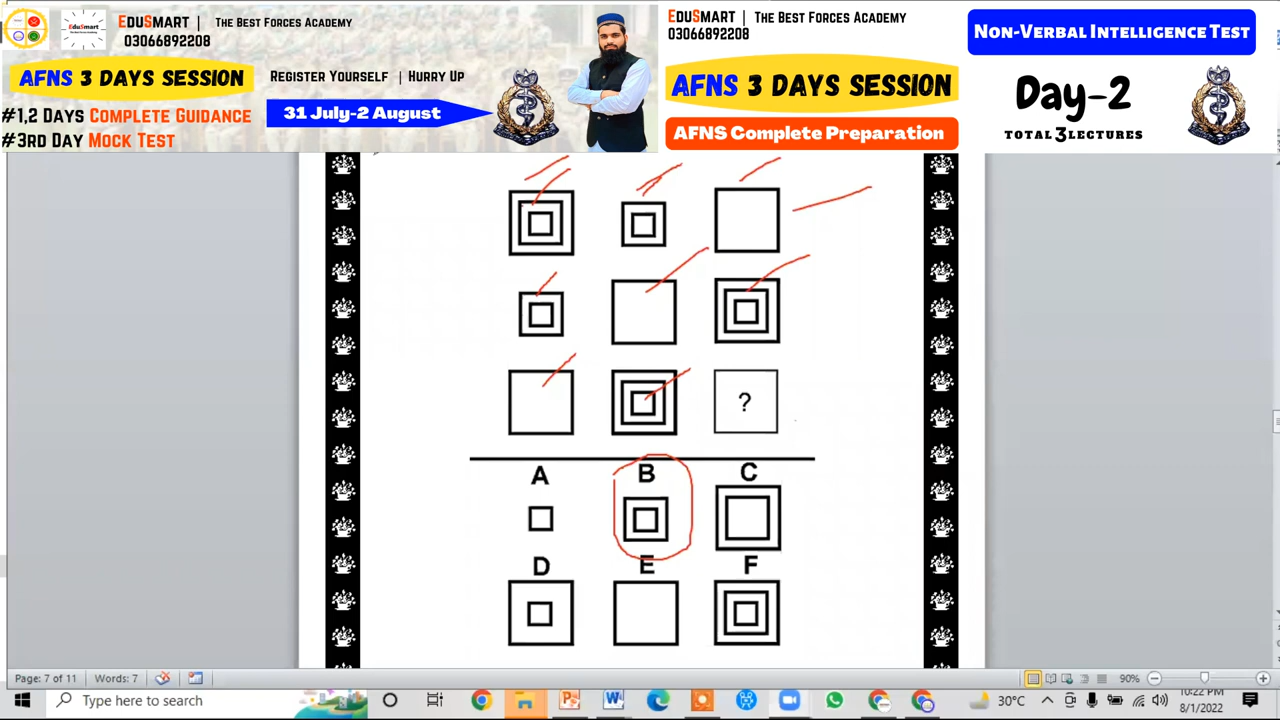 EduSmart |
The Best Forces Academy
03066892208
AFNS 3 DAYS SESSION
Register Yourself | Hurry Up
#1,2 Days Complete Guidance
31 July-2 August
#3rd Day Mock Test
EduSmart | The Best Forces Academy
03066892208
AFNS 3 DAYS SESSION
AFNS Complete Preparation
Non-Verbal Intelligence Test
Day-2
TOTAL 3 LECTURES
?
A B C
D E F
Page: 7 of 11 Words: 7
90%
Type here to search
30°C
10:22 PM
8/1/2022